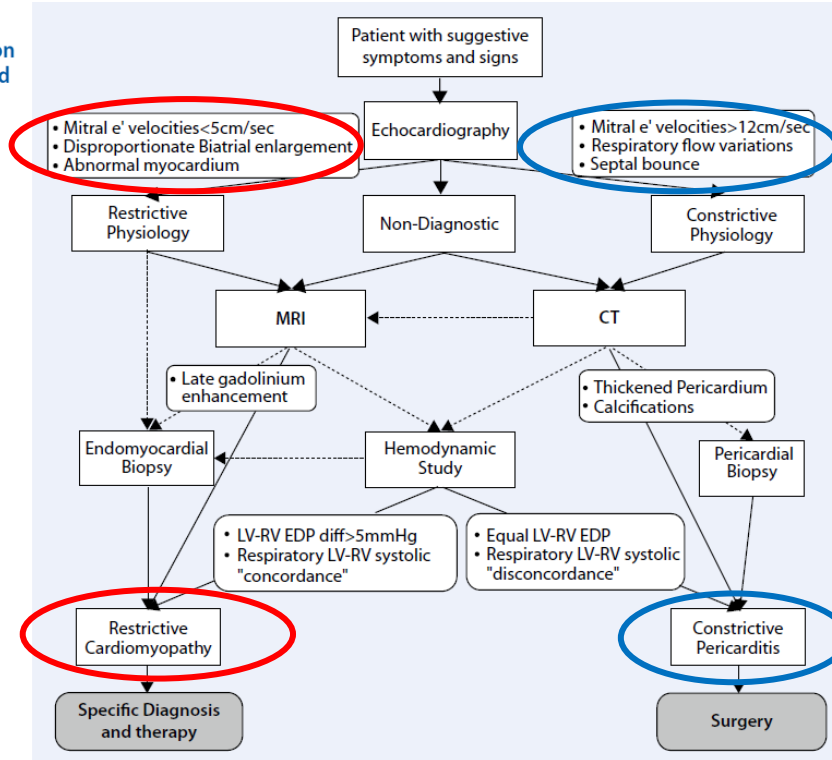 on
d
Patient with suggestive
symptoms and signs
Echocardiography
• Mitral e' velocities<5cm/sec
• Disproportionate Biatrial enlargement
• Abnormal myocardium
• Mitral e' velocities>12cm/sec
• Respiratory flow variations
• Septal bounce
Restrictive
Physiology
Non-Diagnostic
Constrictive
Physiology
MRI
CT
• Late gadolinium
enhancement
• Thickened Pericardium
• Calcifications
Endomyocardial
Biopsy
Hemodynamic
Study
Pericardial
Biopsy
• LV-RV EDP diff>5mmHg
• Respiratory LV-RV systolic
"concordance"
• Equal LV-RV EDP
• Respiratory LV-RV systolic
"disconcordance"
Restrictive
Cardiomyopathy
Constrictive
Pericarditis
Specific Diagnosis
and therapy
Surgery